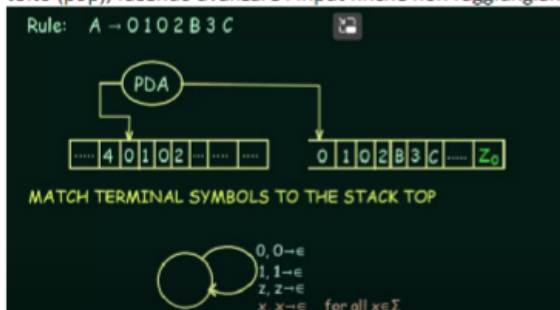 Rule: A → 0 1 0 2 B 3 C
PDA
..... 4 0 1 0 2 ... .... ....
0 1 0 2 B 3 C ..... Z₀
MATCH TERMINAL SYMBOLS TO THE STACK TOP
0, 0→ε
1, 1→ε
2, 2→ε
x, x→ε for all x∈Σ